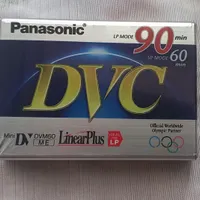 Panasonic
LP MODE 90 min
LP MODE 60 min
DVC
Mini DV DVM60 ME LinearPlus LP
Official Worldwide
Olympic Partner